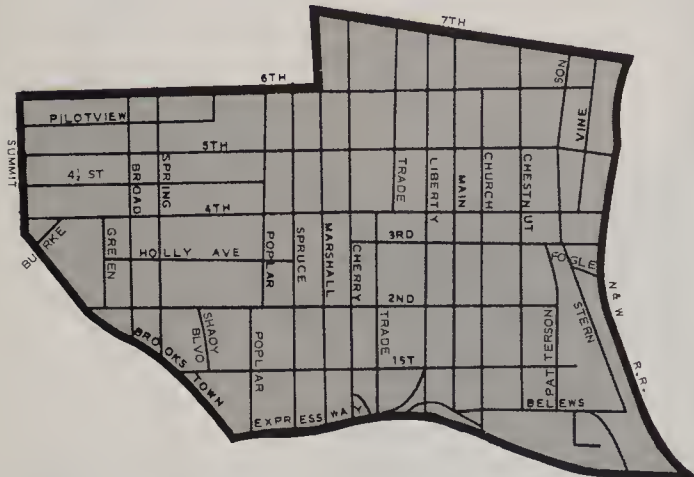 7TH
6TH
SON
PILOTVIEW
VINE
5TH
SUMMIT
4½ ST
BROAD
SPRING
TRADE
LIBERTY
MAIN
CHURCH
CHESTNUT
4TH
BURKE
GREEN
HOLLY AVE
POPLAR
SPRUCE
MARSHALL
CHERRY
3RD
FOGLE
N & W
R.R.
2ND
STERN
SHADY
BLVD
POPLAR
TRADE
PATTERSON
BROOKSTOWN
1ST
EXPRESSWAY
BELEWS